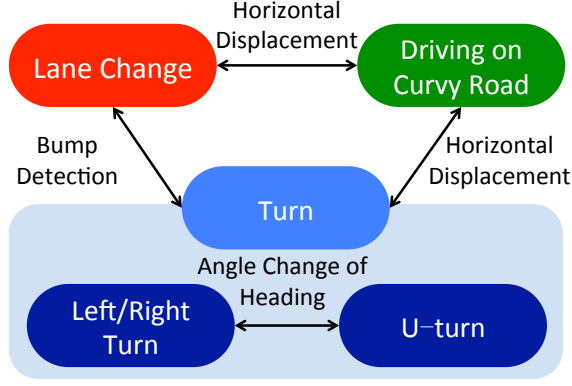 Horizontal
Displacement
Lane Change
Driving on
Curvy Road
Bump
Detection
Horizontal
Displacement
Turn
Angle Change of
Heading
Left/Right
Turn
U−turn